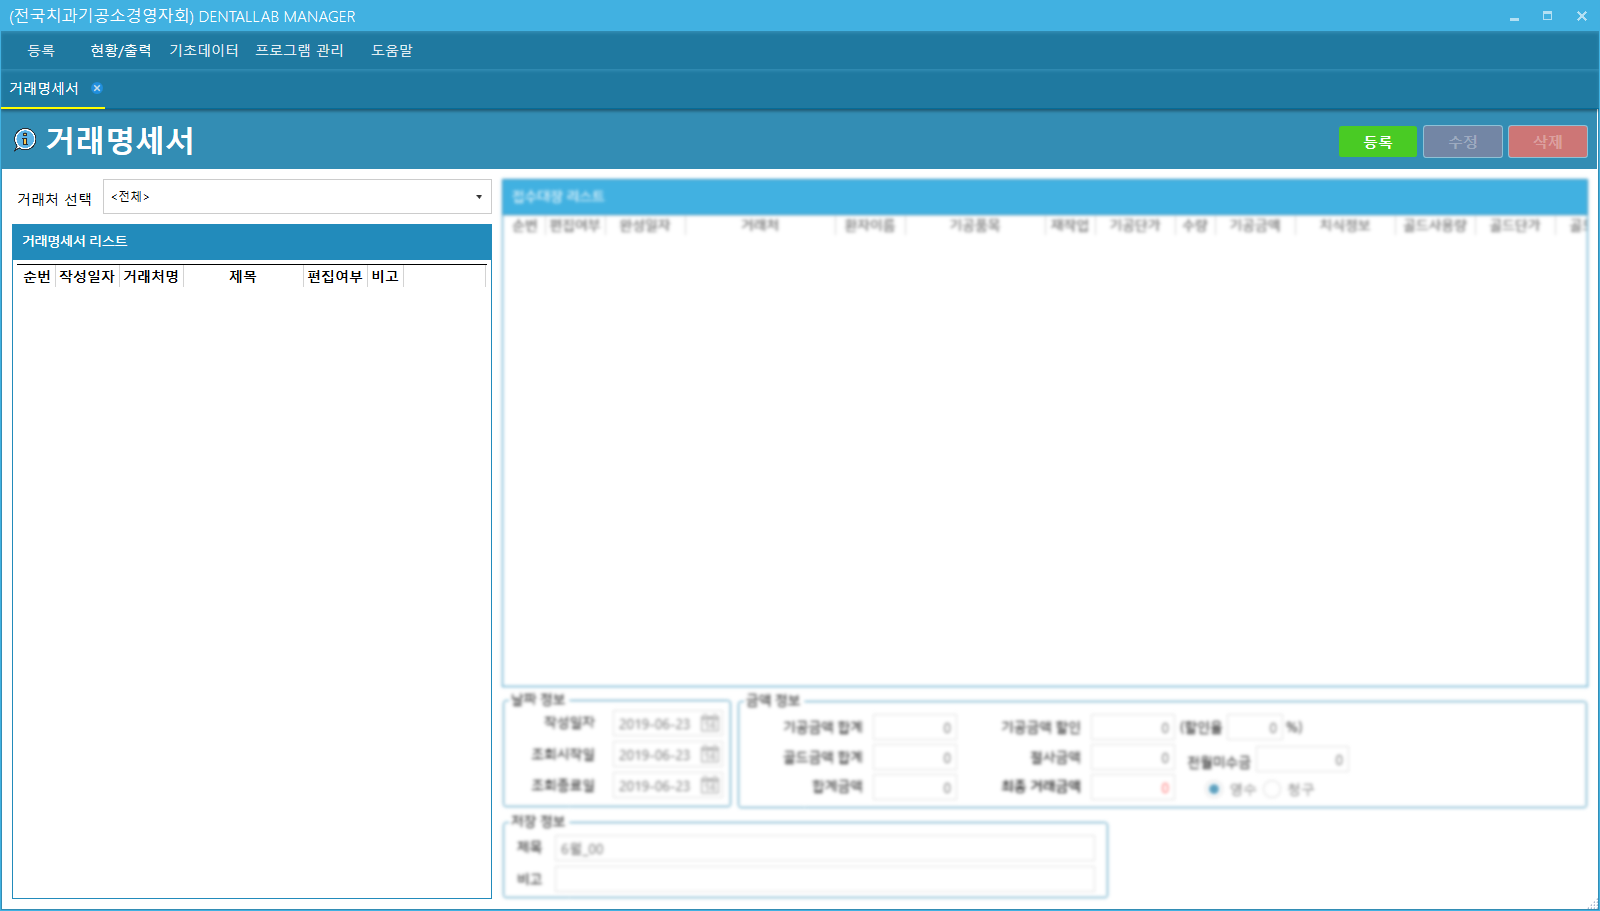 (전국치과기공소경영자회) DENTALLAB MANAGER
등록 현황/출력 기초데이터 프로그램 관리 도움말
거래명세서
거래명세서
등록 수정 삭제
거래처 선택 <전체>
거래명세서 리스트
순번 작성일자 거래처명 제목 편집여부 비고
접수대장 리스트
순번 편집여부 완성일자 거래처 환자이름 가공품목 재작업 가공단가 수량 가공금액 치식정보 골드사용량 골드단가
날짜 정보
작성일자 2019-06-23
조회시작일 2019-06-23
조회종료일 2019-06-23
금액 정보
가공금액 합계 0 가공금액 할인 0 (할인율 0 %)
골드금액 합계 0 절사금액 0 전월미수금 0
합계금액 0 최종 거래금액 0 영수 청구
저장 정보
제목 6월_00
비고